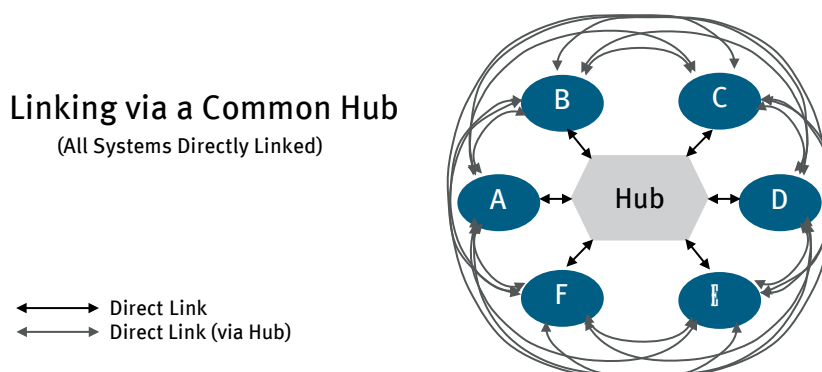 Linking via a Common Hub
(All Systems Directly Linked)
B
C
A
Hub
D
F
E
Direct Link
Direct Link (via Hub)